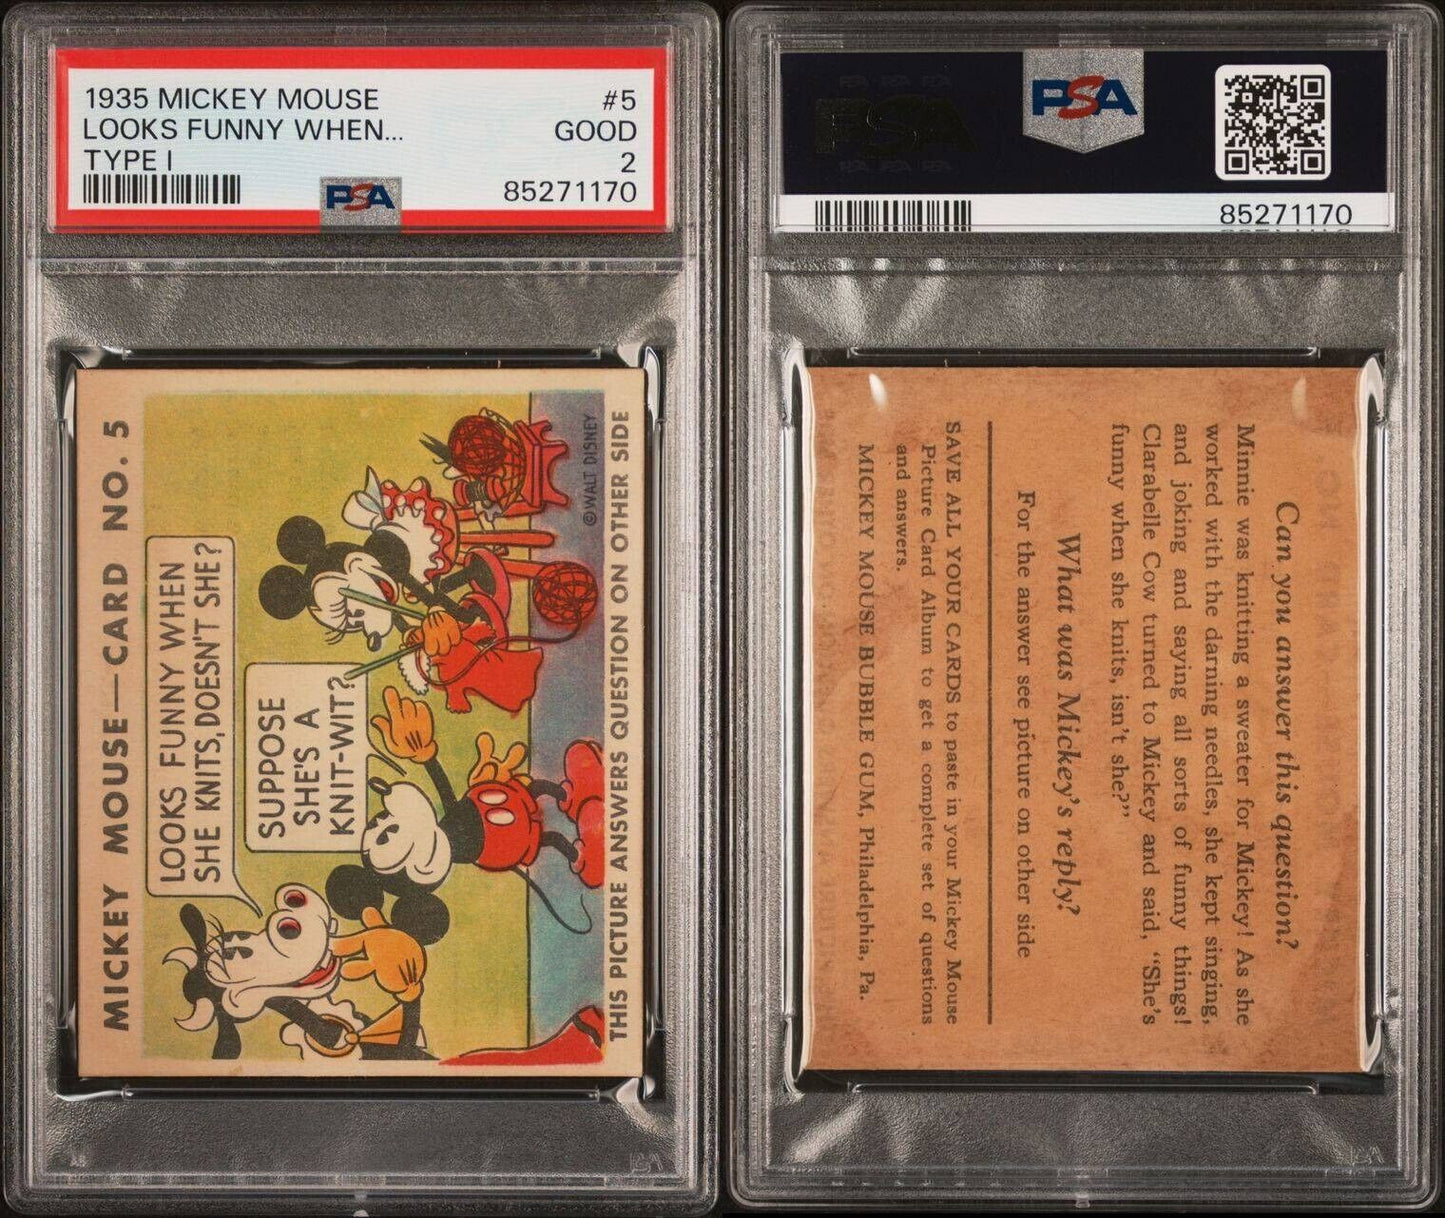 1935 MICKEY MOUSE #5
LOOKS FUNNY WHEN... GOOD
TYPE I 2
PSA 85271170
MICKEY MOUSE—CARD NO. 5
LOOKS FUNNY WHEN
SHE KNITS, DOESN'T SHE?
SUPPOSE
SHE'S A
KNIT-WIT?
©WALT DISNEY
THIS PICTURE ANSWERS QUESTION ON OTHER SIDE
PSA
PSA
85271170
Can you answer this question?
Minnie was knitting a sweater for Mickey! As she
worked with the darning needles, she kept singing,
and joking and saying all sorts of funny things!
Clarabelle Cow turned to Mickey and said, "She's
funny when she knits, isn't she?"
What was Mickey's reply?
For the answer see picture on other side
SAVE ALL YOUR CARDS to paste in your Mickey Mouse
Picture Card Album to get a complete set of questions
and answers.
MICKEY MOUSE BUBBLE GUM, Philadelphia, Pa.